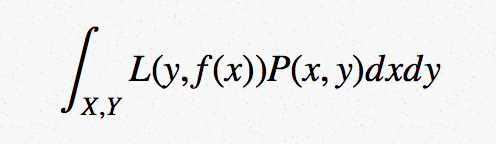 ∫_{X,Y} L(y, f(x))P(x, y)dxdy